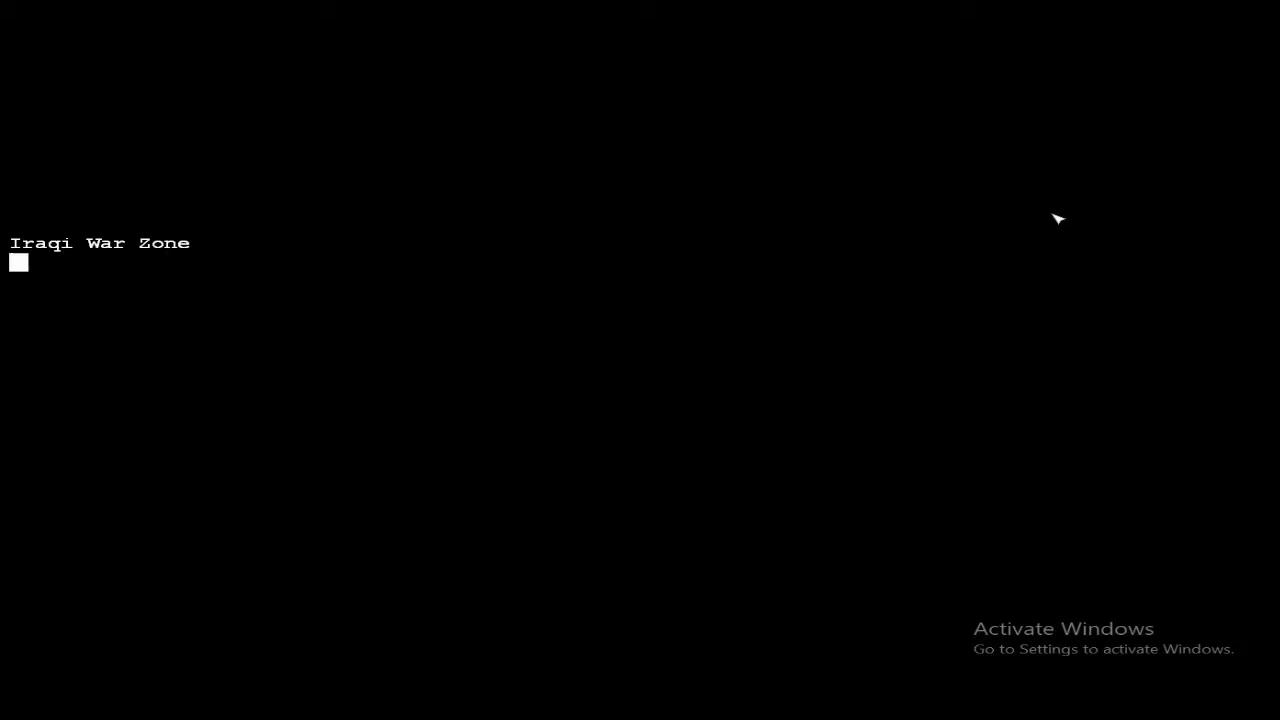 Iraqi War Zone
Activate Windows
Go to Settings to activate Windows.